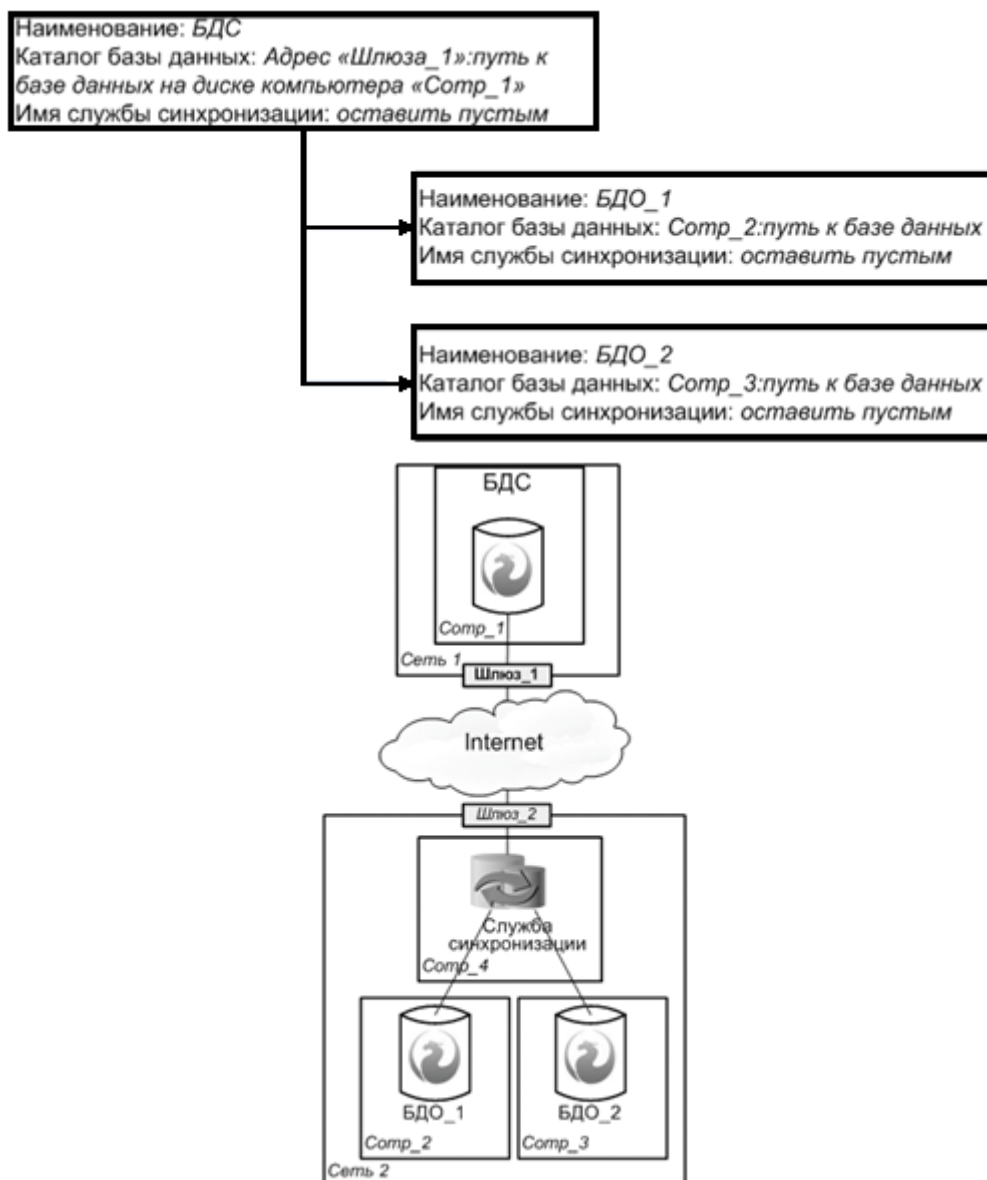 Наименование: БДС
Каталог базы данных: Адрес «Шлюза_1»:путь к
базе данных на диске компьютера «Comp_1»
Имя службы синхронизации: оставить пустым
Наименование: БДО_1
Каталог базы данных: Comp_2:путь к базе данных
Имя службы синхронизации: оставить пустым
Наименование: БДО_2
Каталог базы данных: Comp_3:путь к базе данных
Имя службы синхронизации: оставить пустым
БДС
Comp_1
Сеть 1
Шлюз_1
Internet
Шлюз_2
Служба
синхронизации
Comp_4
БДО_1
Comp_2
БДО_2
Comp_3
Сеть 2